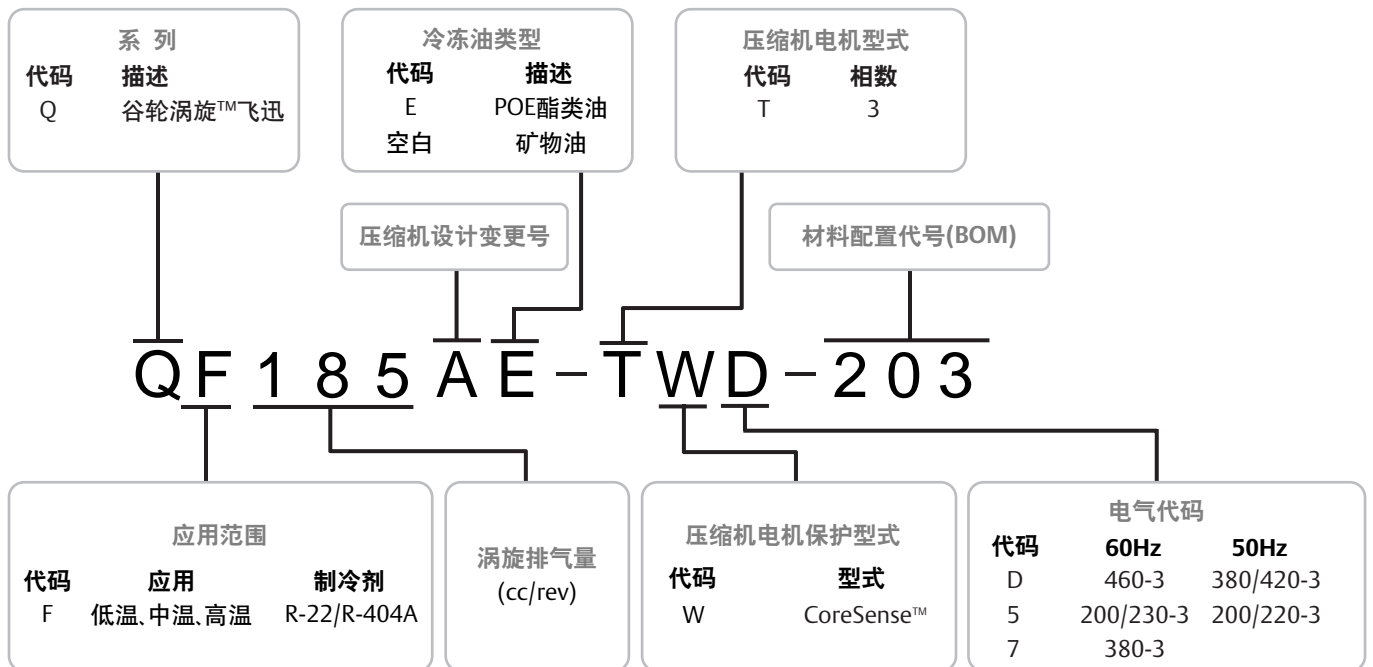 系 列
代码 描述
Q 谷轮涡旋™飞迅
冷冻油类型
代码 描述
E POE酯类油
空白 矿物油
压缩机电机型式
代码 相数
T 3
压缩机设计变更号
材料配置代号(BOM)
QF185AE-TWD-203
应用范围
代码 应用 制冷剂
F 低温、中温、高温 R-22/R-404A
涡旋排气量
(cc/rev)
压缩机电机保护型式
代码 型式
W CoreSense™
电气代码
代码 60Hz 50Hz
D 460-3 380/420-3
5 200/230-3 200/220-3
7 380-3